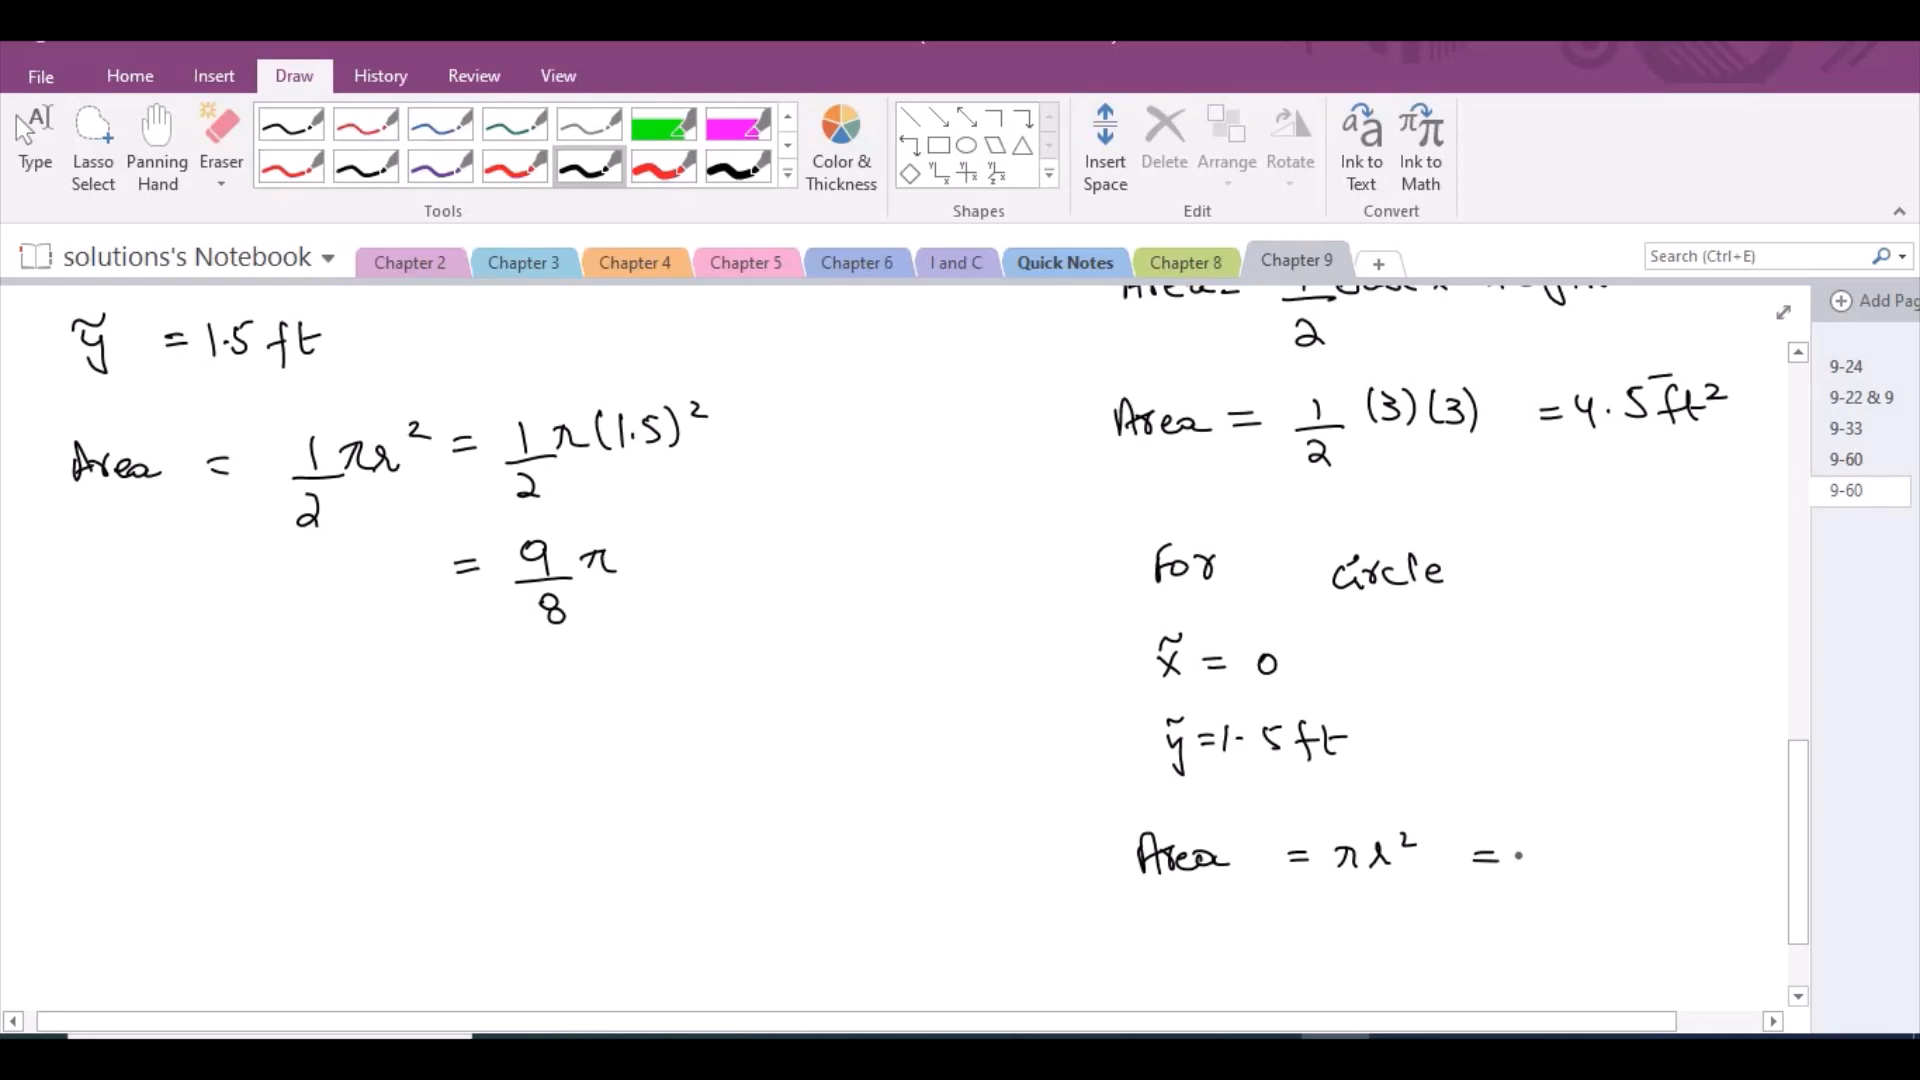 File Home Insert Draw History Review View
Type
Lasso Select
Panning Hand
Eraser
Color & Thickness
Insert Space
Delete
Arrange
Rotate
Ink to Text
Ink to Math
Tools
Shapes
Edit
Convert
solutions's Notebook
Chapter 2
Chapter 3
Chapter 4
Chapter 5
Chapter 6
I and C
Quick Notes
Chapter 8
Chapter 9
Search (Ctrl+E)
Add Pag
9-24
9-22 & 9
9-33
9-60
9-60
ỹ = 1.5 ft
Area = 1/2 πr² = 1/2 π(1.5)²
= 9/8 π
Area = 1/2
Area = 1/2 (3)(3) = 4.5 ft²
For circle
x̃ = 0
ỹ = 1.5 ft
Area = πr² = .